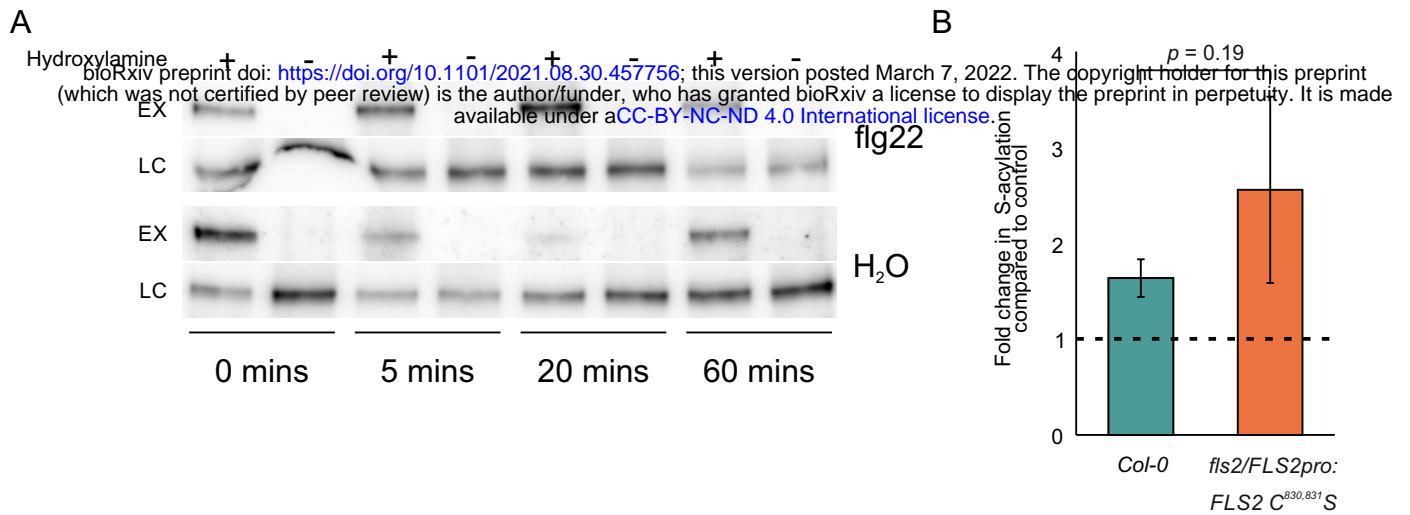 A
B
Hydroxylamine + - + - + - + -
bioRxiv preprint doi: https://doi.org/10.1101/2021.08.30.457756; this version posted March 7, 2022. The copyright holder for this preprint
(which was not certified by peer review) is the author/funder, who has granted bioRxiv a license to display the preprint in perpetuity. It is made
available under aCC-BY-NC-ND 4.0 International license.
EX
flg22
LC
EX
H2O
LC
0 mins 5 mins 20 mins 60 mins
p = 0.19
Fold change in S-acylation
compared to control
4
3
2
1
0
Col-0
fls2/FLS2pro:
FLS2 C830,831S